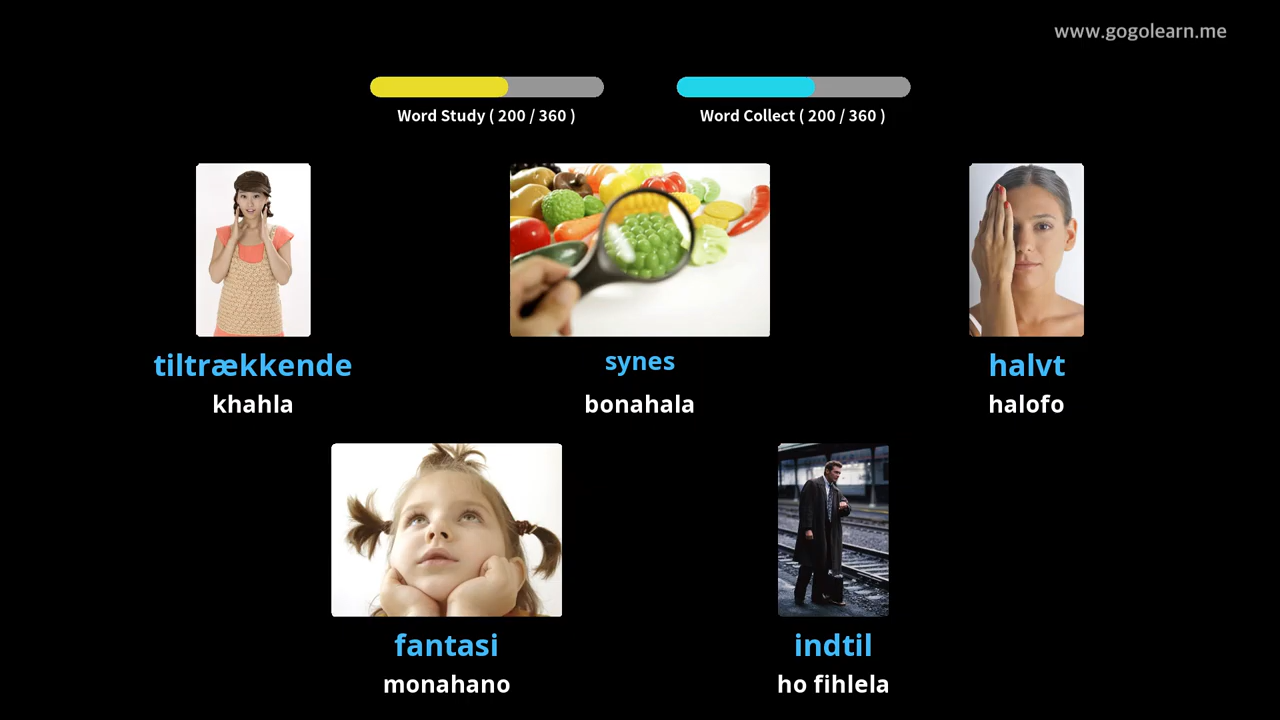 www.gogolearn.me
Word Study ( 200 / 360 )
Word Collect ( 200 / 360 )
tiltrækkende
khahla
synes
bonahala
halvt
halofo
fantasi
monahano
indtil
ho fihlela